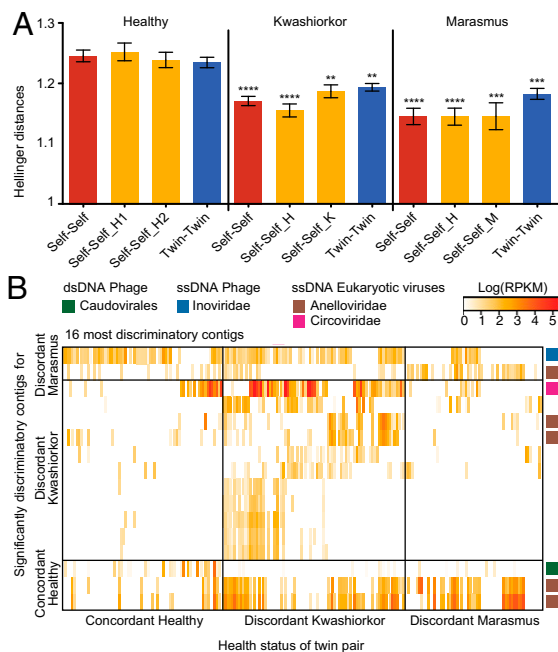 A
Healthy
Kwashiorkor
Marasmus
Hellinger distances
1.3
1.2
1.1
1
****
****
**
**
****
****
***
***
Self-Self
Self-Self_H1
Self-Self_H2
Twin-Twin
Self-Self
Self-Self_H
Self-Self_K
Twin-Twin
Self-Self
Self-Self_H
Self-Self_M
Twin-Twin
B
dsDNA Phage
Caudovirales
ssDNA Phage
Inoviridae
ssDNA Eukaryotic viruses
Anelloviridae
Circoviridae
Log(RPKM)
0 1 2 3 4 5
16 most discriminatory contigs
Significantly discriminatory contigs for
Discordant
Marasmus
Discordant
Kwashiorkor
Concordant
Healthy
Concordant Healthy
Discordant Kwashiorkor
Discordant Marasmus
Health status of twin pair